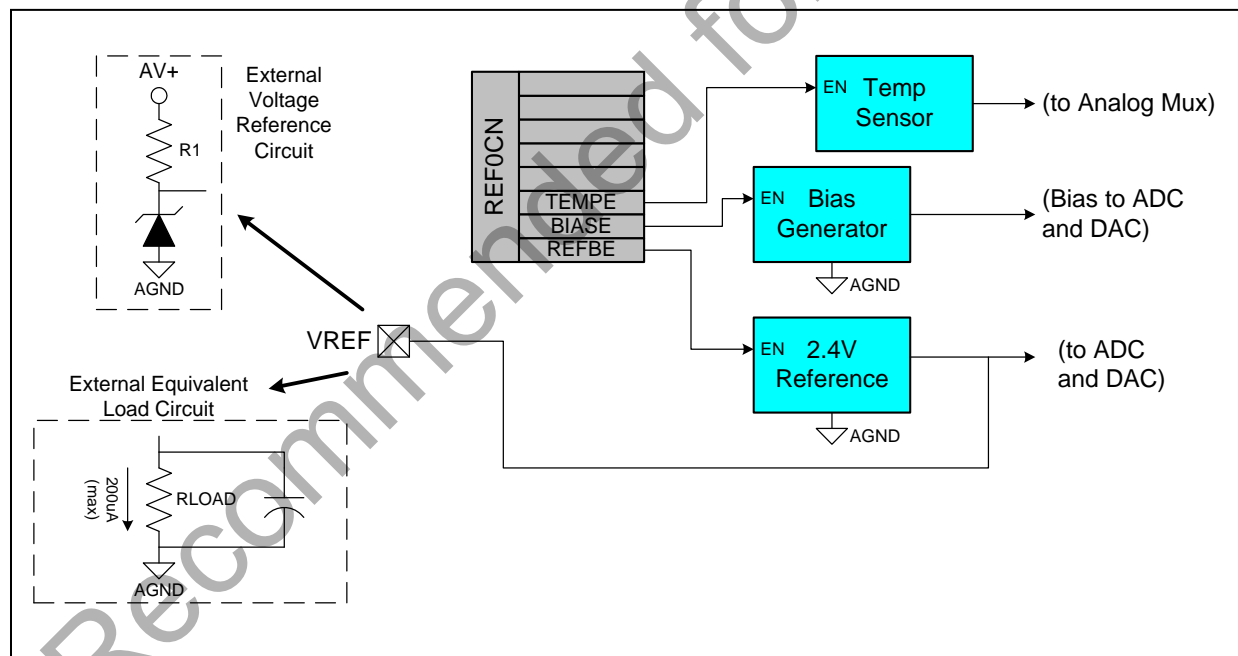 AV+
External
Voltage
Reference
Circuit
R1
AGND
REF0CN
TEMPE
BIASE
REFBE
EN
Temp
Sensor
(to Analog Mux)
EN
Bias
Generator
(Bias to ADC
and DAC)
AGND
VREF
EN
2.4V
Reference
(to ADC
and DAC)
AGND
External Equivalent
Load Circuit
200uA
(max)
RLOAD
AGND
Recommended for